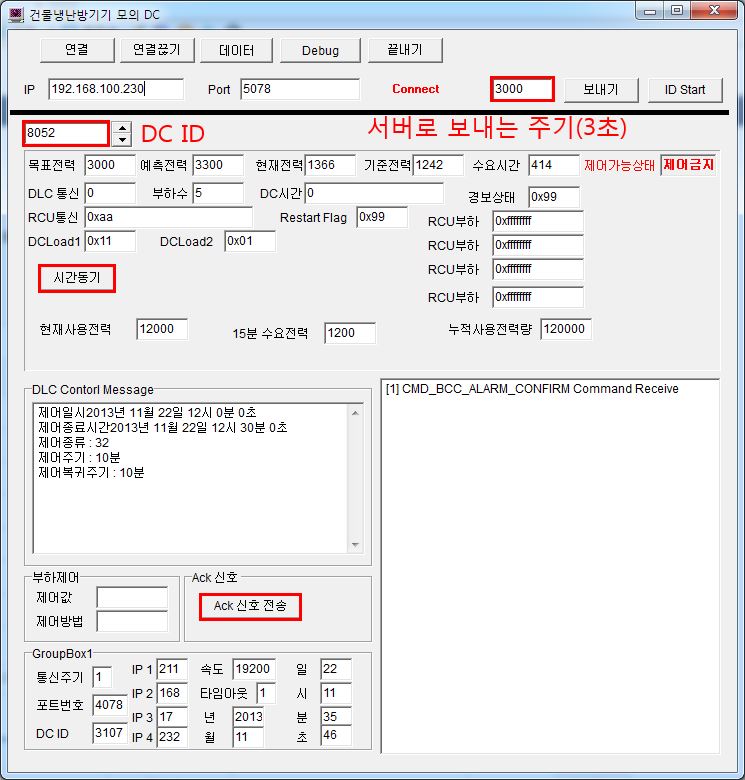 건물냉난방기기 모의 DC
연결 연결끊기 데이터 Debug 끝내기
IP 192.168.100.230 Port 5078 Connect 3000 보내기 ID Start
8052 DC ID 서버로 보내는 주기(3초)
목표전력 3000 예측전력 3300 현재전력 1366 기준전력 1242 수요시간 414 제어가능상태 제어금지
DLC 통신 0 부하수 5 DC시간 0 경보상태 0x99
RCU통신 0xaa Restart Flag 0x99 RCU부하 0xffffffff
DCLoad1 0x11 DCLoad2 0x01 RCU부하 0xffffffff
시간동기 RCU부하 0xffffffff
RCU부하 0xffffffff
현재사용전력 12000 15분 수요전력 1200 누적사용전력량 120000
DLC Contorl Message
제어일시2013년 11월 22일 12시 0분 0초
제어종료시간2013년 11월 22일 12시 30분 0초
제어종류 : 32
제어주기 : 10분
제어복귀주기 : 10분
[1] CMD_BCC_ALARM_CONFIRM Command Receive
부하제어
제어값
제어방법
Ack 신호
Ack 신호 전송
GroupBox1
통신주기 1 IP 1 211 속도 19200 일 22
포트번호 4078 IP 2 168 타임아웃 1 시 11
DC ID 3107 IP 3 17 년 2013 분 35
IP 4 232 월 11 초 46